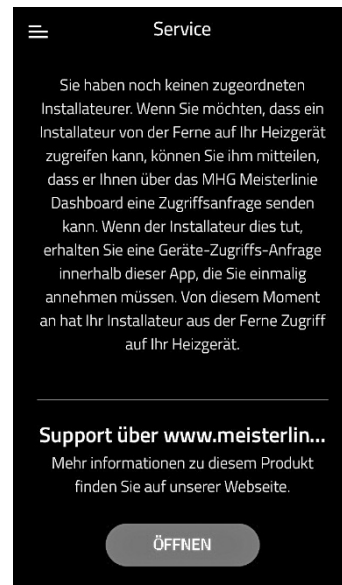 Service
Sie haben noch keinen zugeordneten
Installateurer. Wenn Sie möchten, dass ein
Installateur von der Ferne auf Ihr Heizgerät
zugreifen kann, können Sie ihm mitteilen,
dass er Ihnen über das MHG Meisterlinie
Dashboard eine Zugriffsanfrage senden
kann. Wenn der Installateur dies tut,
erhalten Sie eine Geräte-Zugriffs-Anfrage
innerhalb dieser App, die Sie einmalig
annehmen müssen. Von diesem Moment
an hat Ihr Installateur aus der Ferne Zugriff
auf Ihr Heizgerät.
Support über www.meisterlin...
Mehr informationen zu diesem Produkt
finden Sie auf unserer Webseite.
ÖFFNEN